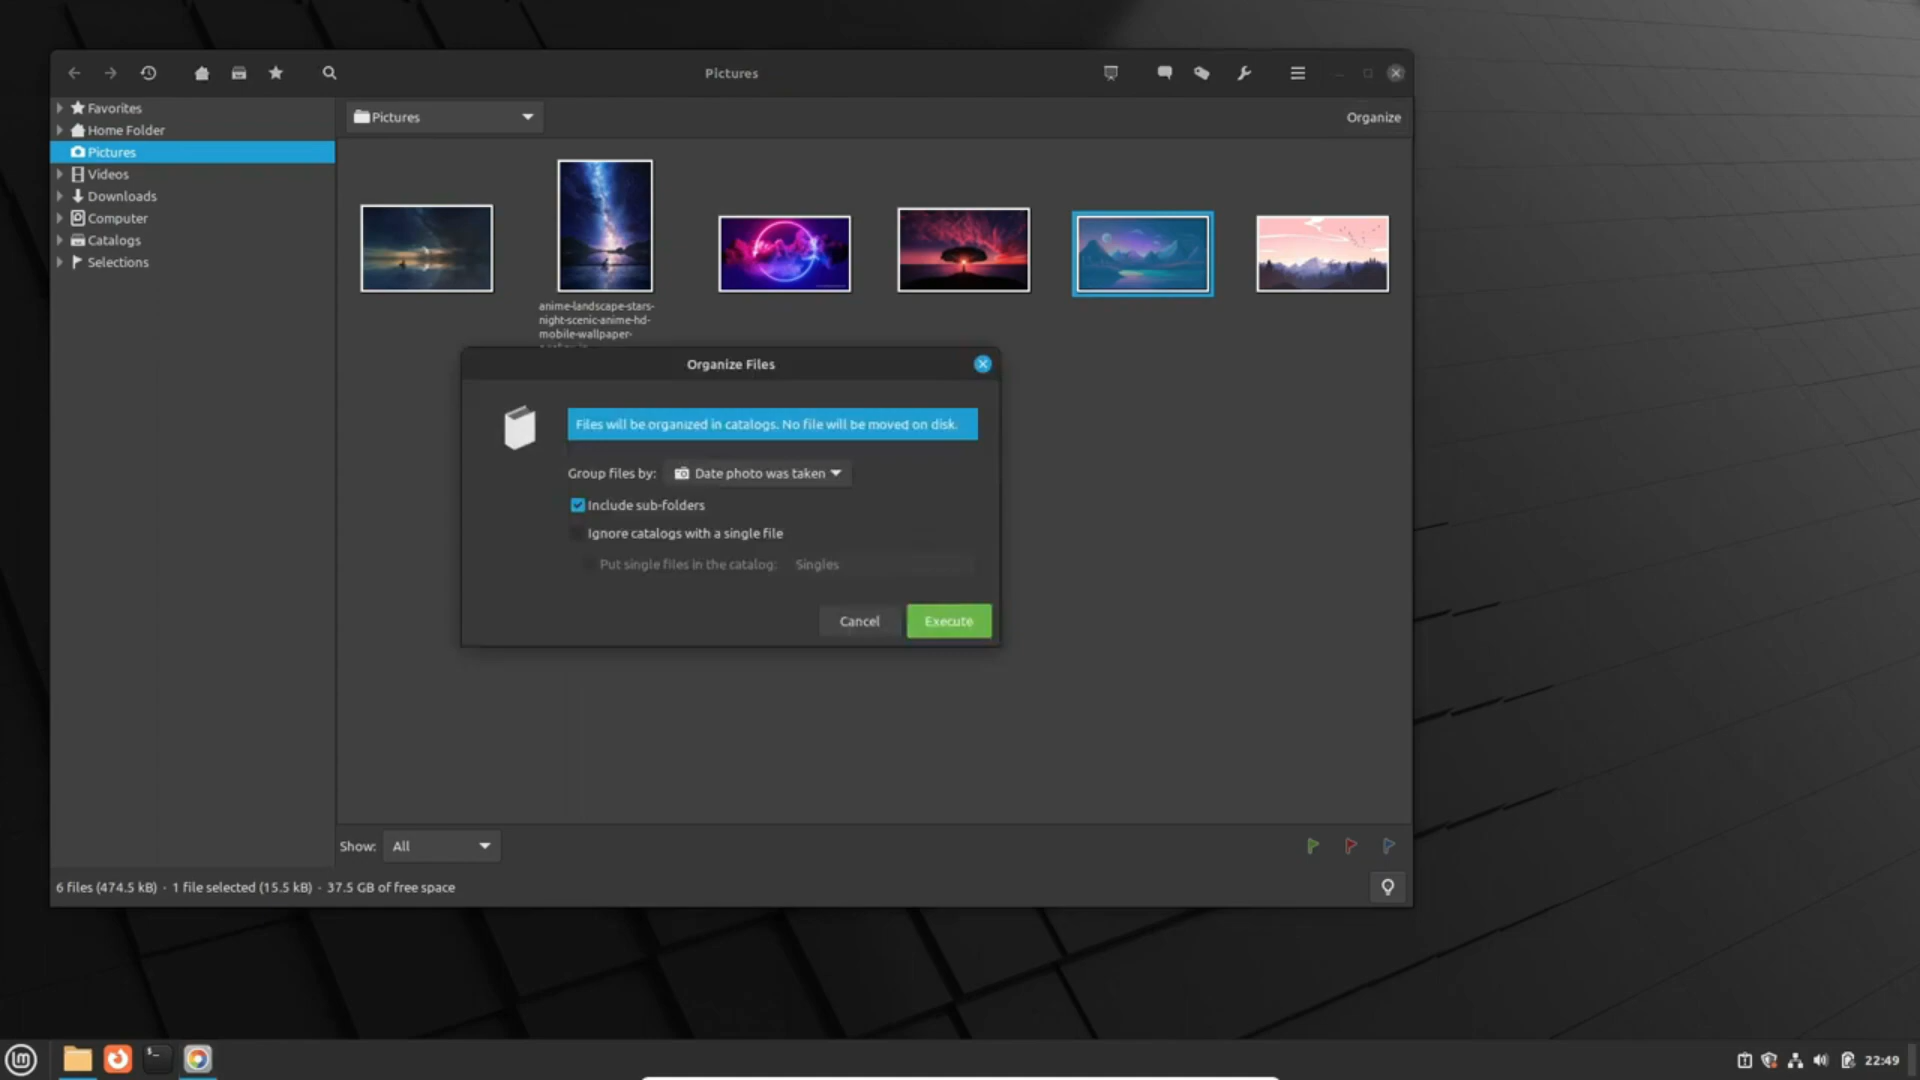 Pictures
Favorites
Home Folder
Pictures
Videos
Downloads
Computer
Catalogs
Selections
Pictures
Organize
anime-landscape-stars-
night-scenic-anime-hd-
mobile-wallpaper-
Organize Files
Files will be organized in catalogs. No file will be moved on disk.
Group files by: Date photo was taken
Include sub-folders
Ignore catalogs with a single file
Put single files in the catalog: Singles
Cancel
Execute
Show: All
6 files (474.5 kB) · 1 file selected (15.5 kB) · 37.5 GB of free space
22:49